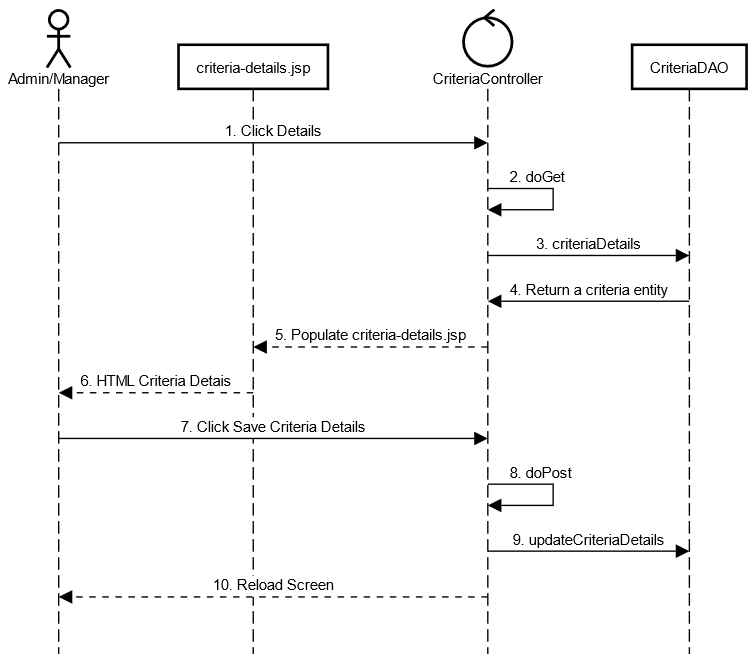 Admin/Manager
criteria-details.jsp
CriteriaController
CriteriaDAO
1. Click Details
2. doGet
3. criteriaDetails
4. Return a criteria entity
5. Populate criteria-details.jsp
6. HTML Criteria Detais
7. Click Save Criteria Details
8. doPost
9. updateCriteriaDetails
10. Reload Screen